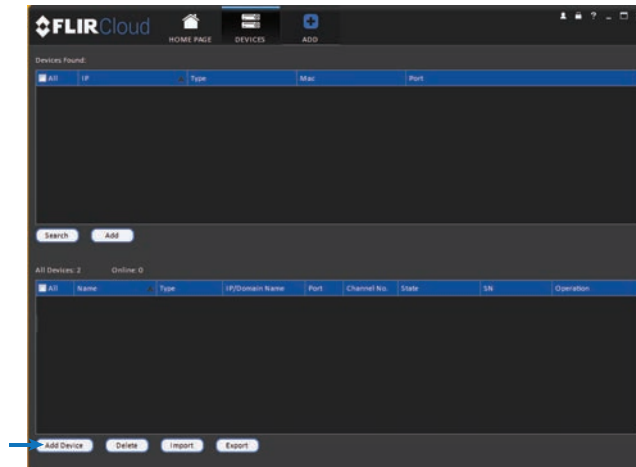 FLIRCloud
HOME PAGE DEVICES ADD
?
Devices Found:
All IP Type Mac Port
Search Add
All Devices: 2 Online: 0
All Name Type IP/Domain Name Port Channel No. State SN Operation
Add Device Delete Import Export